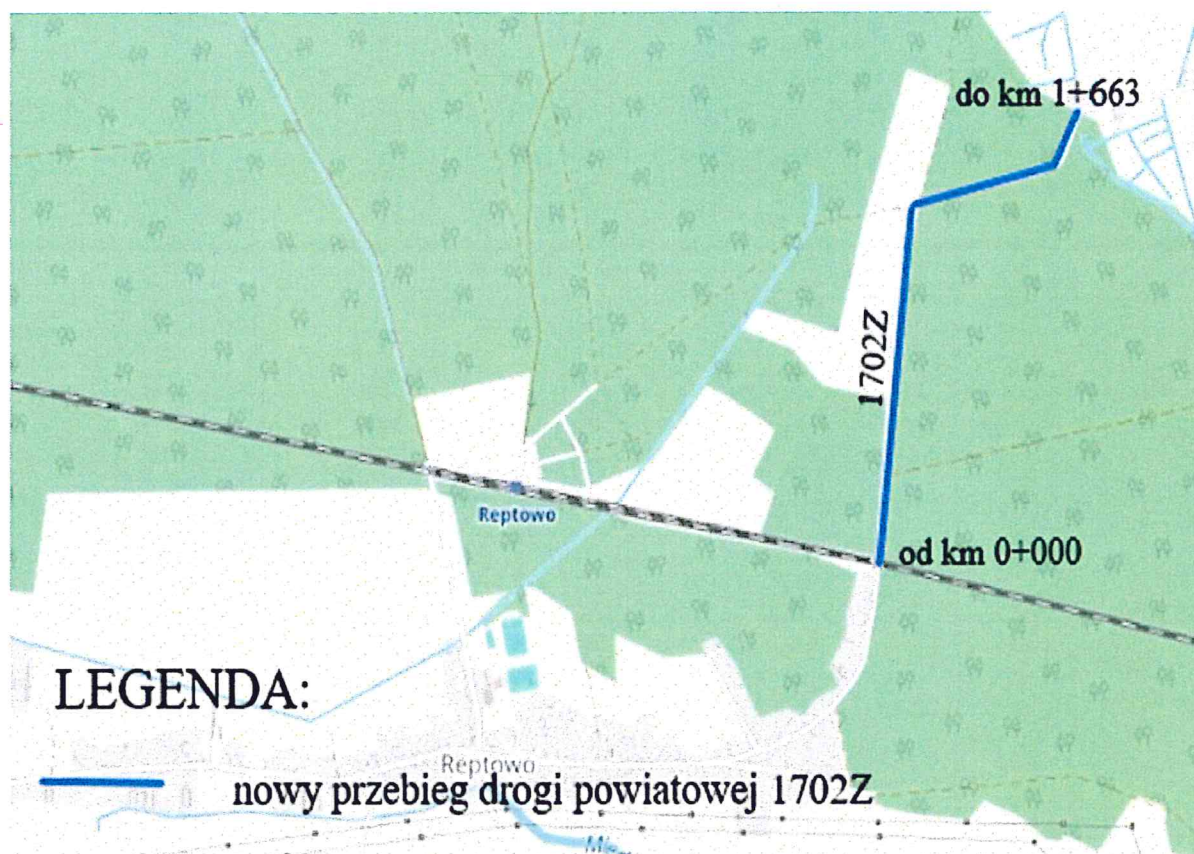 do km 1+663
1702Z
Reptowo
od km 0+000
LEGENDA:
Reptowo
nowy przebieg drogi powiatowej 1702Z